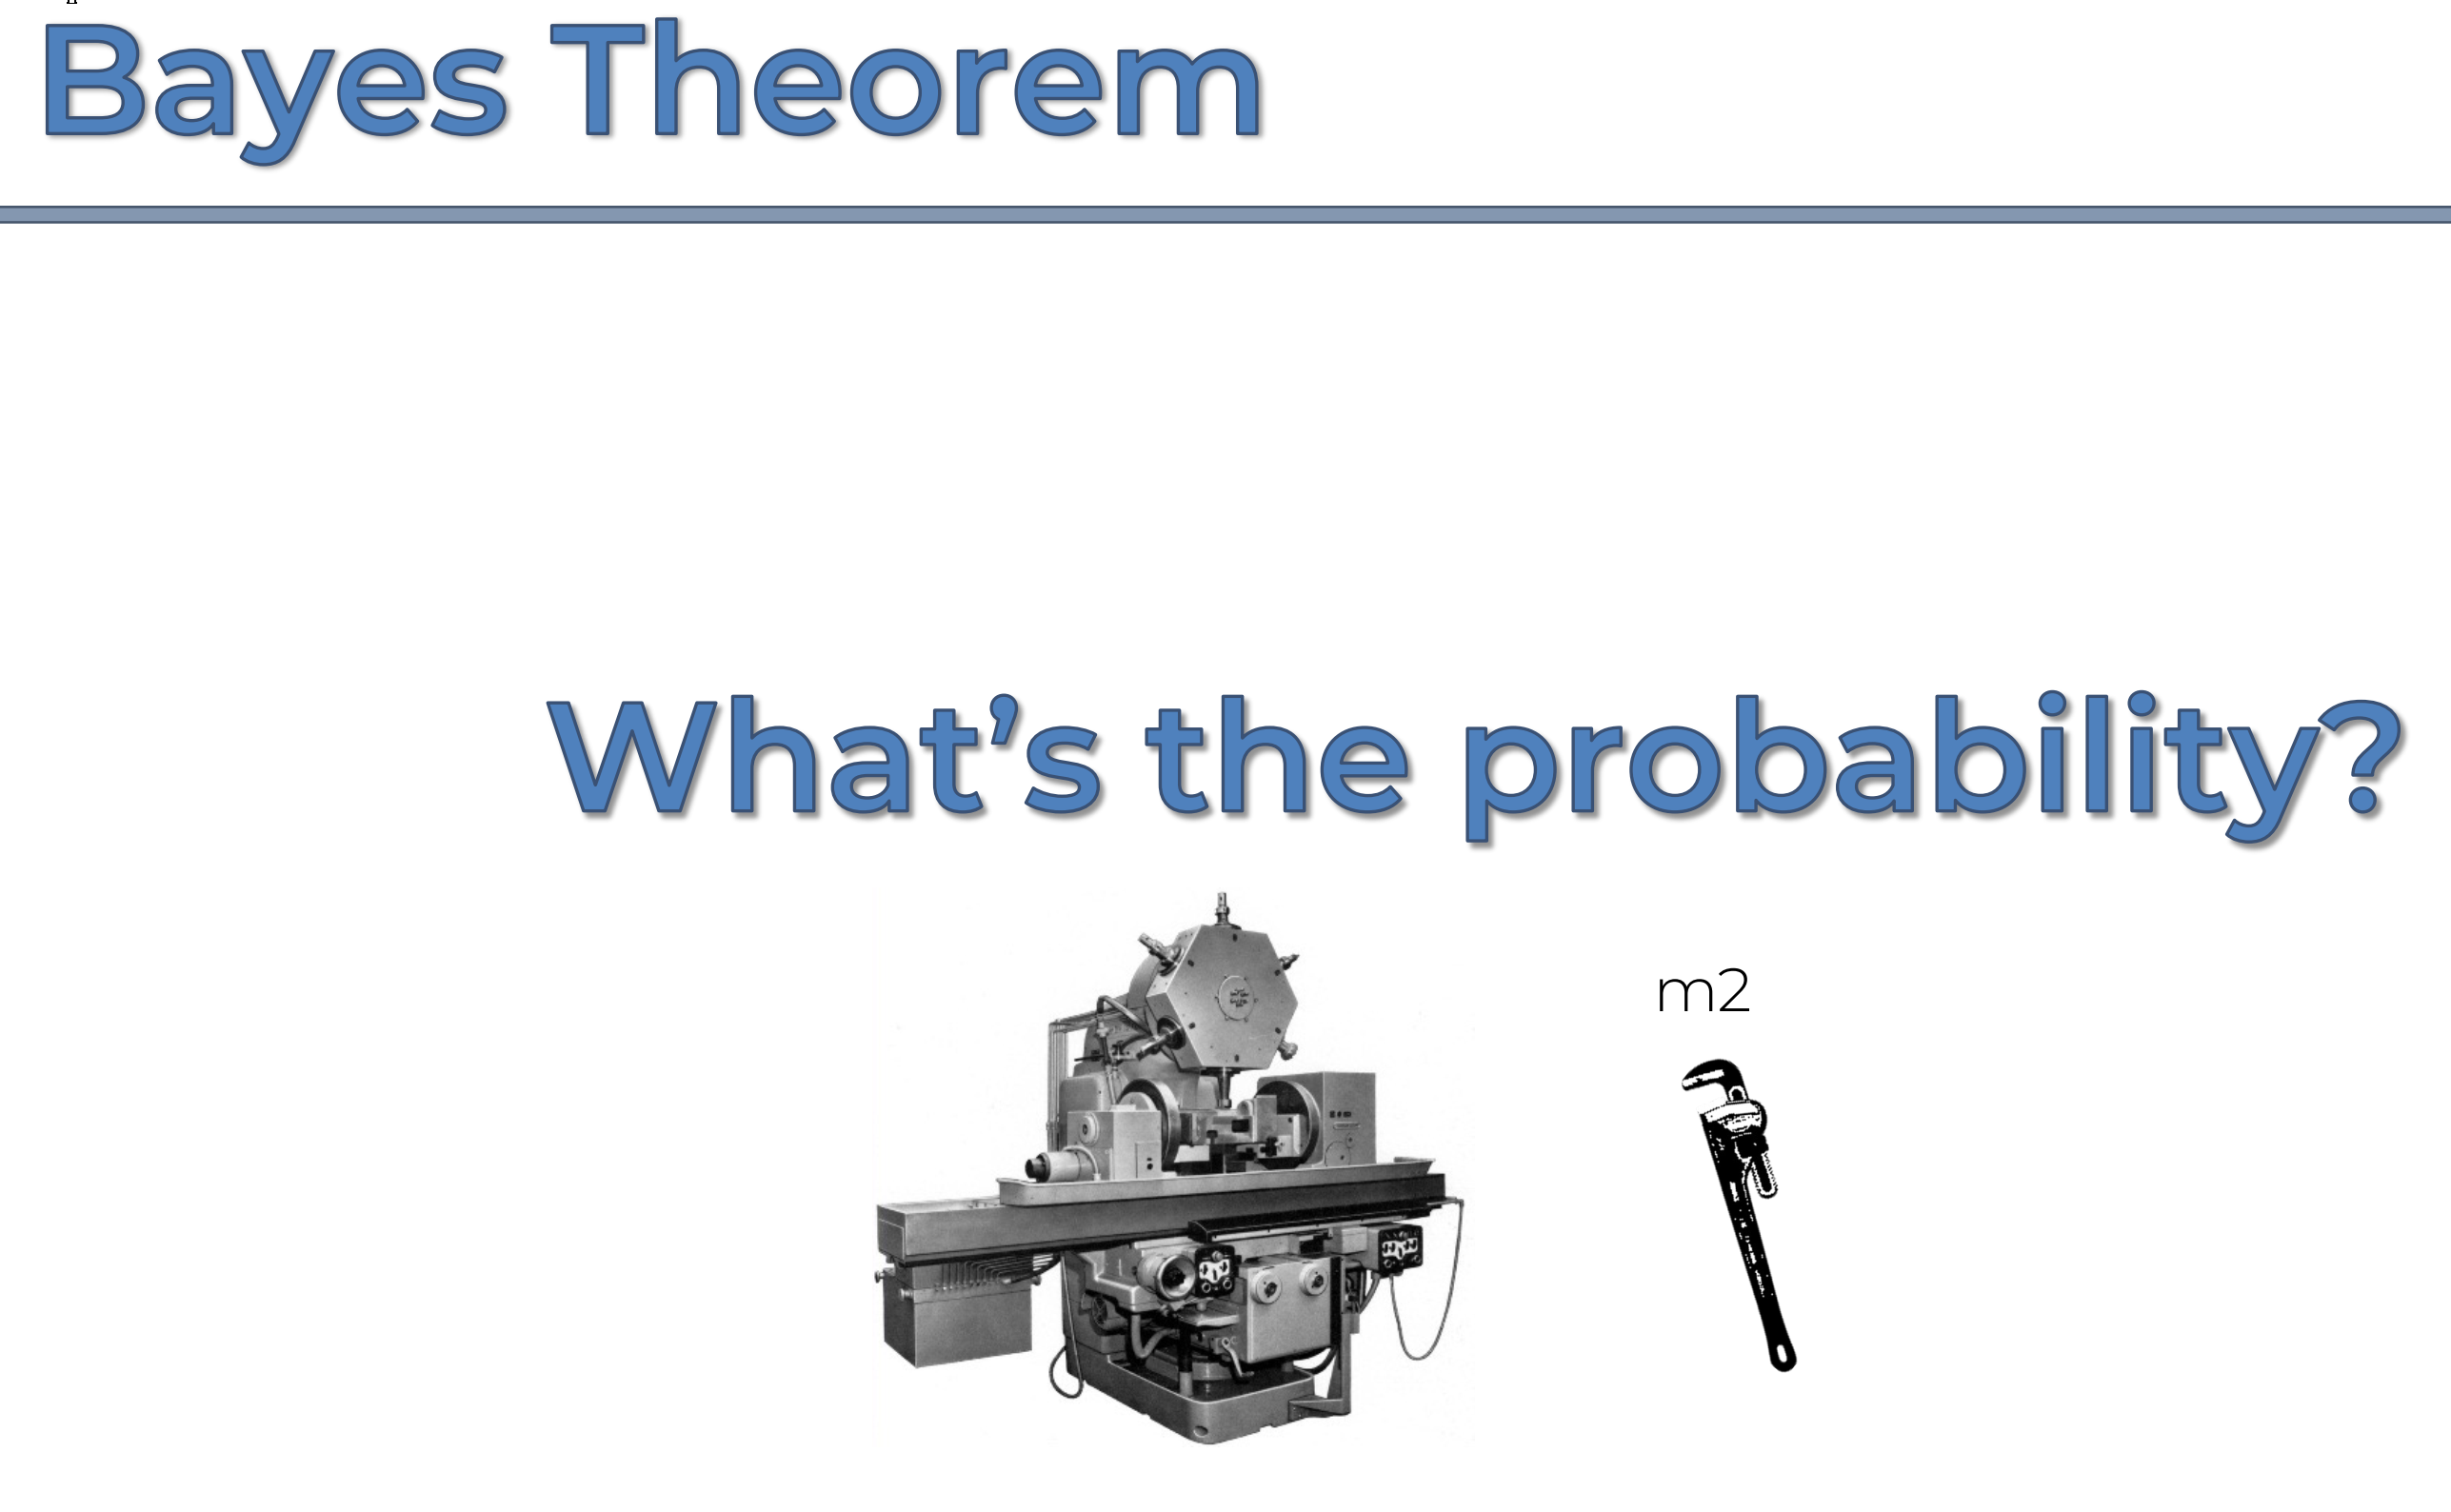 Bayes Theorem
What’s the probability?
m2